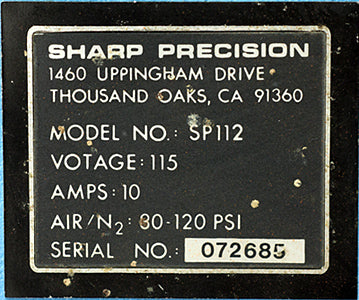 SHARP PRECISION
1460 UPPINGHAM DRIVE
THOUSAND OAKS, CA 91360
MODEL NO.: SP112
VOTAGE: 115
AMPS: 10
AIR/N₂: 80-120 PSI
SERIAL NO.: 072685